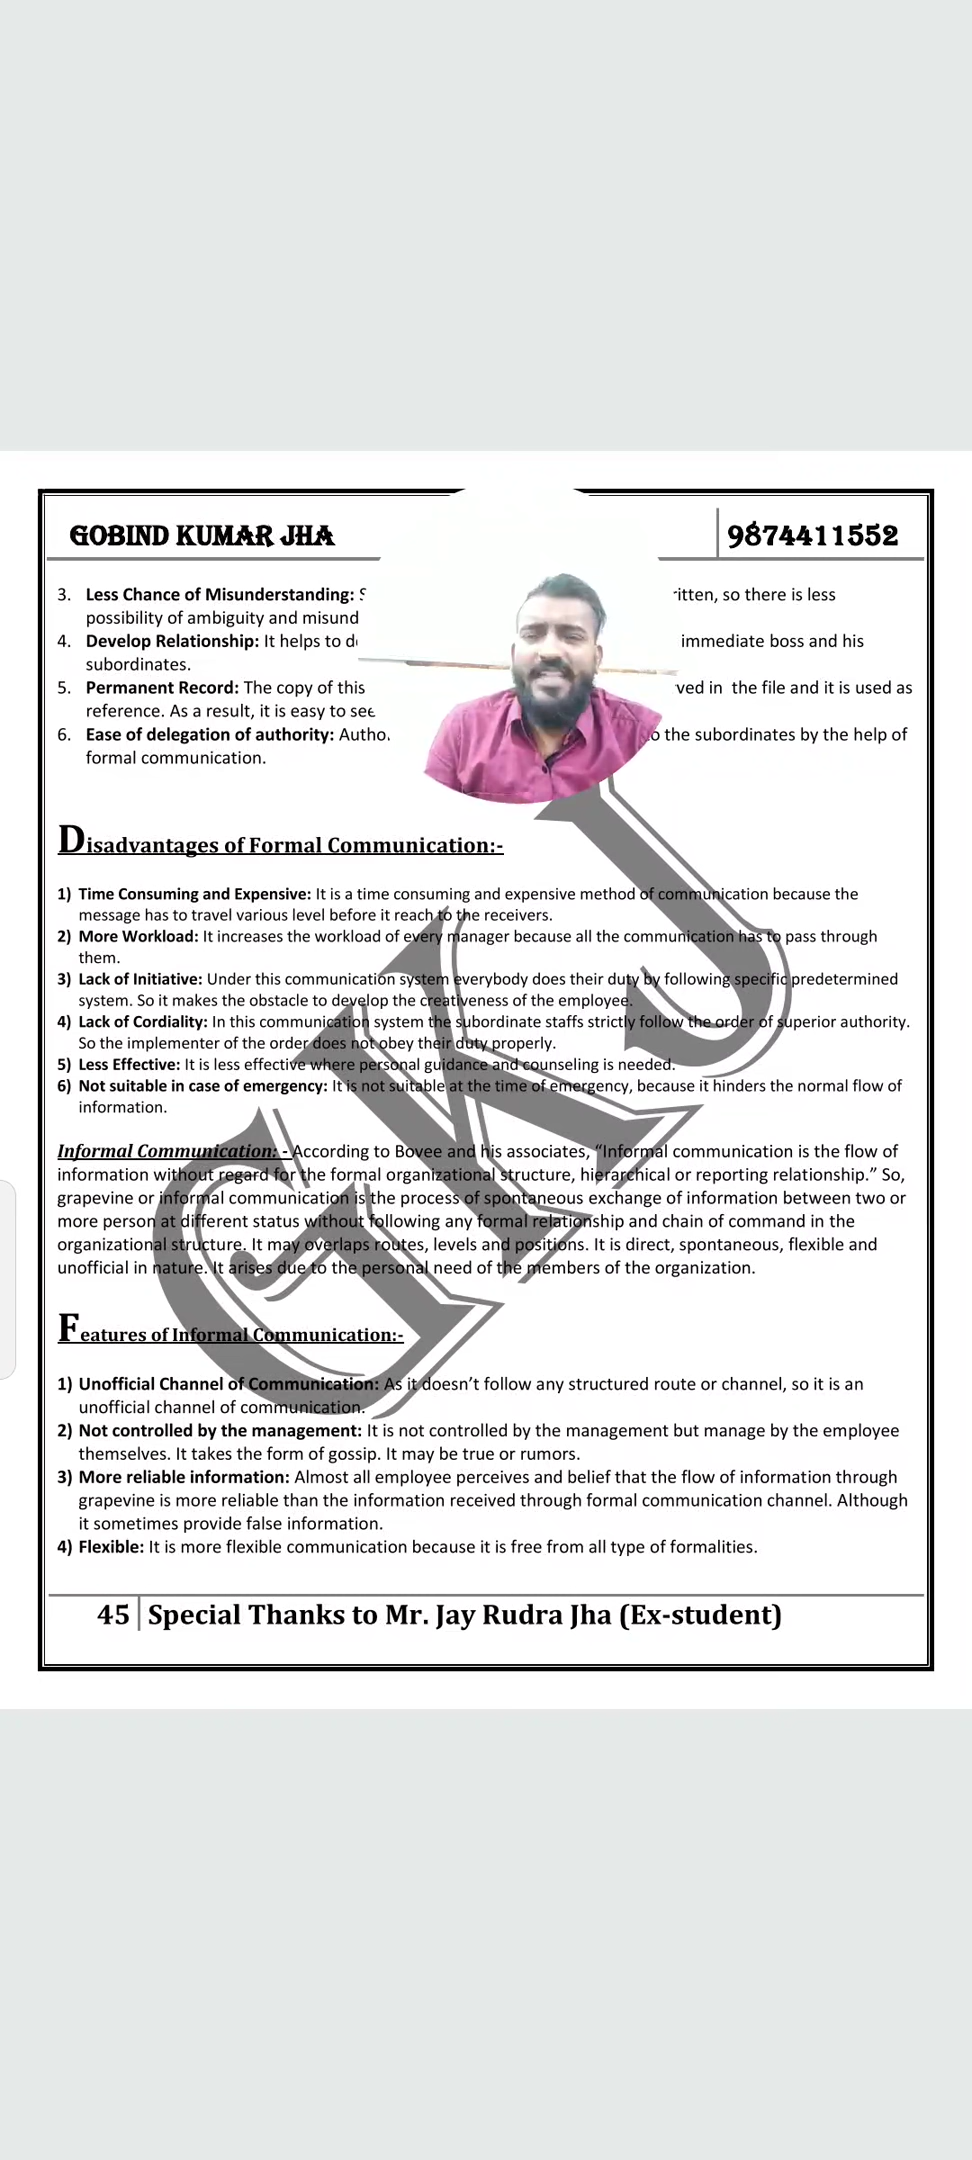 GOBIND KUMAR JHA
9874411552
3. Less Chance of Misunderstanding: ritten, so there is less
possibility of ambiguity and misund
4. Develop Relationship: It helps to immediate boss and his
subordinates.
5. Permanent Record: The copy of this ved in the file and it is used as
reference. As a result, it is easy to see
6. Ease of delegation of authority: Autho the subordinates by the help of
formal communication.
Disadvantages of Formal Communication:-
1) Time Consuming and Expensive: It is a time consuming and expensive method of communication because the
message has to travel various level before it reach to the receivers.
2) More Workload: It increases the workload of every manager because all the communication has to pass through
them.
3) Lack of Initiative: Under this communication system everybody does their duty by following specific predetermined
system. So it makes the obstacle to develop the creativeness of the employee.
4) Lack of Cordiality: In this communication system the subordinate staffs strictly follow the order of superior authority.
So the implementer of the order does not obey their duty properly.
5) Less Effective: It is less effective where personal guidance and counseling is needed.
6) Not suitable in case of emergency: It is not suitable at the time of emergency, because it hinders the normal flow of
information.
Informal Communication: - According to Bovee and his associates, “Informal communication is the flow of
information without regard for the formal organizational structure, hierarchical or reporting relationship.” So,
grapevine or informal communication is the process of spontaneous exchange of information between two or
more person at different status without following any formal relationship and chain of command in the
organizational structure. It may overlaps routes, levels and positions. It is direct, spontaneous, flexible and
unofficial in nature. It arises due to the personal need of the members of the organization.
Features of Informal Communication:-
1) Unofficial Channel of Communication: As it doesn’t follow any structured route or channel, so it is an
unofficial channel of communication.
2) Not controlled by the management: It is not controlled by the management but manage by the employee
themselves. It takes the form of gossip. It may be true or rumors.
3) More reliable information: Almost all employee perceives and belief that the flow of information through
grapevine is more reliable than the information received through formal communication channel. Although
it sometimes provide false information.
4) Flexible: It is more flexible communication because it is free from all type of formalities.
GKJ
45 Special Thanks to Mr. Jay Rudra Jha (Ex-student)